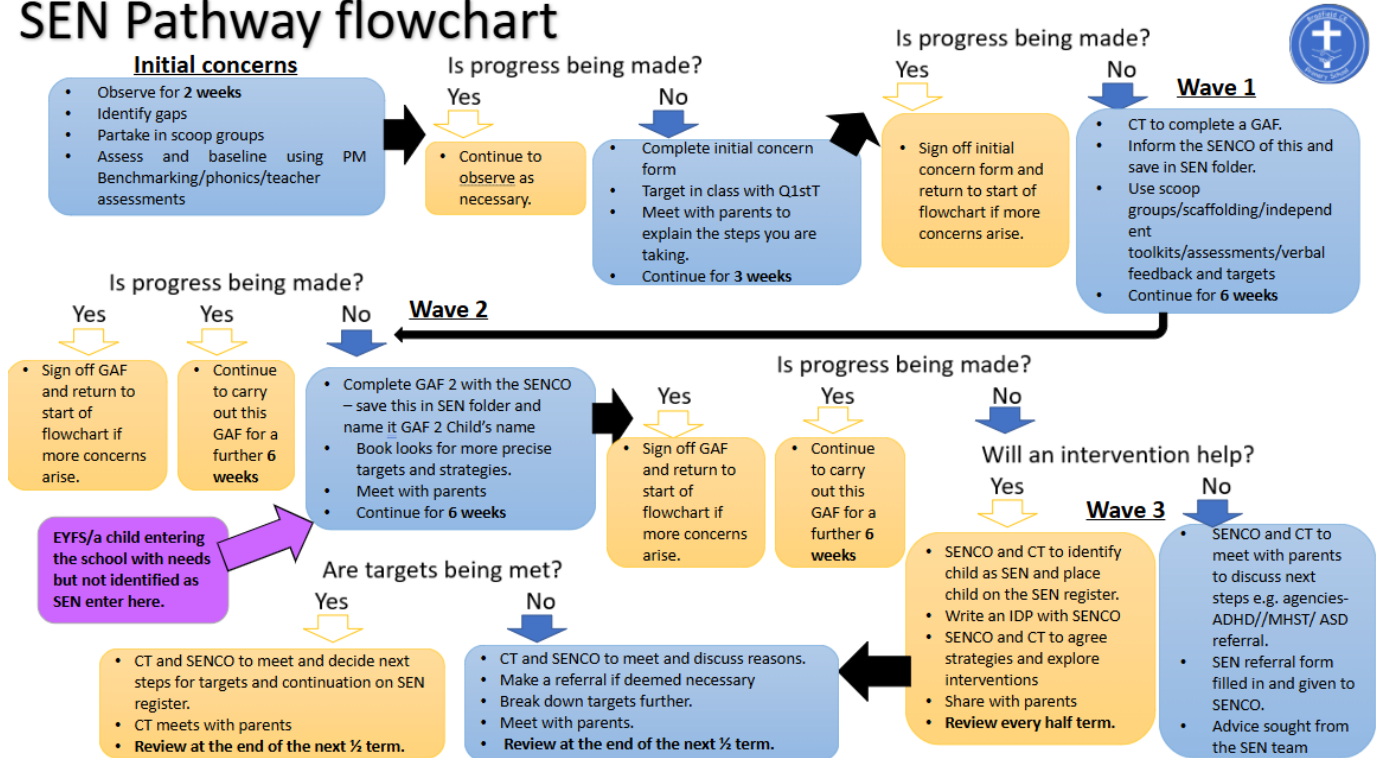 SEN Pathway flowchart
Initial concerns
• Observe for 2 weeks
• Identify gaps
• Partake in scoop groups
• Assess and baseline using PM
Benchmarking/phonics/teacher
assessments
Is progress being made?
Yes
No
• Continue to
observe as
necessary.
• Complete initial concern
form
• Target in class with Q1stT
• Meet with parents to
explain the steps you are
taking.
• Continue for 3 weeks
Is progress being made?
Yes
No
• Sign off initial
concern form and
return to start of
flowchart if more
concerns arise.
Wave 1
• CT to complete a GAF.
• Inform the SENCO of this and
save in SEN folder.
• Use scoop
groups/scaffolding/independ
ent
toolkits/assessments/verbal
feedback and targets
• Continue for 6 weeks
Bradfield CE
Primary School
Is progress being made?
Yes
Yes
No
Wave 2
• Sign off GAF
and return to
start of
flowchart if
more concerns
arise.
• Continue
to carry
out this
GAF for a
further 6
weeks
• Complete GAF 2 with the SENCO
– save this in SEN folder and
name it GAF 2 Child's name
• Book looks for more precise
targets and strategies.
• Meet with parents
• Continue for 6 weeks
EYFS/a child entering
the school with needs
but not identified as
SEN enter here.
Is progress being made?
Yes
Yes
No
• Sign off GAF
and return to
start of
flowchart if
more concerns
arise.
• Continue
to carry
out this
GAF for a
further 6
weeks
Will an intervention help?
Yes
No
Wave 3
• SENCO and CT to identify
child as SEN and place
child on the SEN register.
• Write an IDP with SENCO
• SENCO and CT to agree
strategies and explore
interventions
• Share with parents
• Review every half term.
• SENCO and CT to
meet with parents
to discuss next
steps e.g. agencies-
ADHD//MHST/ ASD
referral.
• SEN referral form
filled in and given to
SENCO.
• Advice sought from
the SEN team
Are targets being met?
Yes
No
• CT and SENCO to meet and decide next
steps for targets and continuation on SEN
register.
• CT meets with parents
• Review at the end of the next ½ term.
• CT and SENCO to meet and discuss reasons.
• Make a referral if deemed necessary
• Break down targets further.
• Meet with parents.
• Review at the end of the next ½ term.